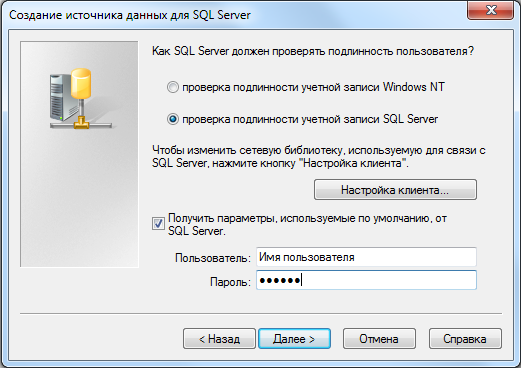 Создание источника данных для SQL Server
Как SQL Server должен проверять подлинность пользователя?
проверка подлинности учетной записи Windows NT
проверка подлинности учетной записи SQL Server
Чтобы изменить сетевую библиотеку, используемую для связи с
SQL Server, нажмите кнопку "Настройка клиента".
Настройка клиента...
Получить параметры, используемые по умолчанию, от
SQL Server.
Пользователь: Имя пользователя
Пароль: ●●●●●●
< Назад Далее > Отмена Справка